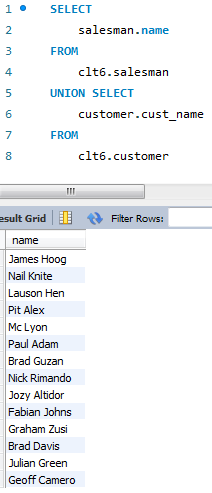 1 SELECT
2 salesman.name
3 FROM
4 clt6.salesman
5 UNION SELECT
6 customer.cust_name
7 FROM
8 clt6.customer
esult Grid Filter Rows:
name
James Hoog
Nail Knite
Lauson Hen
Pit Alex
Mc Lyon
Paul Adam
Brad Guzan
Nick Rimando
Jozy Altidor
Fabian Johns
Graham Zusi
Brad Davis
Julian Green
Geoff Camero